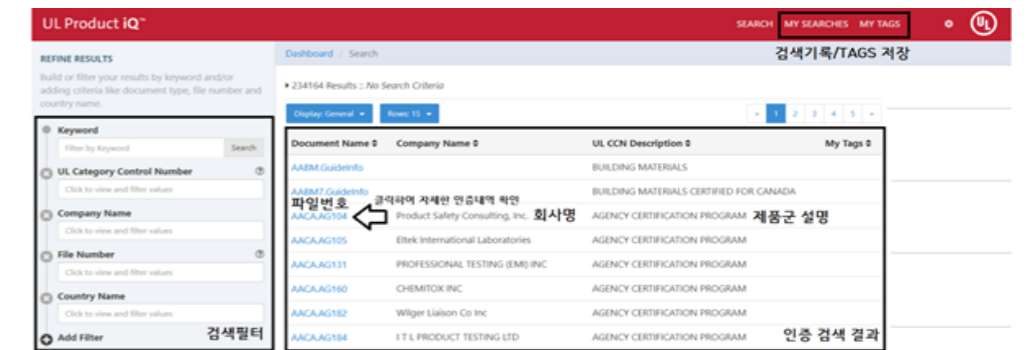 UL Product iQ™
SEARCH MY SEARCHES MY TAGS
UL
검색기록/TAGS 저장
REFINE RESULTS
Build or filter your results by keyword and/or
adding criteria like document type, file number and
country name.
Keyword
Filter by Keyword Search
UL Category Control Number
Click to view and filter values
Company Name
Click to view and filter values
File Number
Click to view and filter values
Country Name
Click to view and filter values
Add Filter
검색필터
Dashboard / Search
234164 Results :: No Search Criteria
Display: General Rows: 15
« 1 2 3 4 5 »
Document Name Company Name UL CCN Description My Tags
AABM.GuideInfo BUILDING MATERIALS
AABM7.GuideInfo BUILDING MATERIALS CERTIFIED FOR CANADA
파일번호 클릭하여 자세한 인증내역 확인
AACA.AG104 Product Safety Consulting, Inc. 회사명 AGENCY CERTIFICATION PROGRAM 제품군 설명
AACA.AG105 Eltek International Laboratories AGENCY CERTIFICATION PROGRAM
AACA.AG131 PROFESSIONAL TESTING (EMI) INC AGENCY CERTIFICATION PROGRAM
AACA.AG160 CHEMITOX INC AGENCY CERTIFICATION PROGRAM
AACA.AG182 Wilger Liaison Co Inc AGENCY CERTIFICATION PROGRAM
AACA.AG184 I T L PRODUCT TESTING LTD AGENCY CERTIFICATION PROGRAM
인증 검색 결과